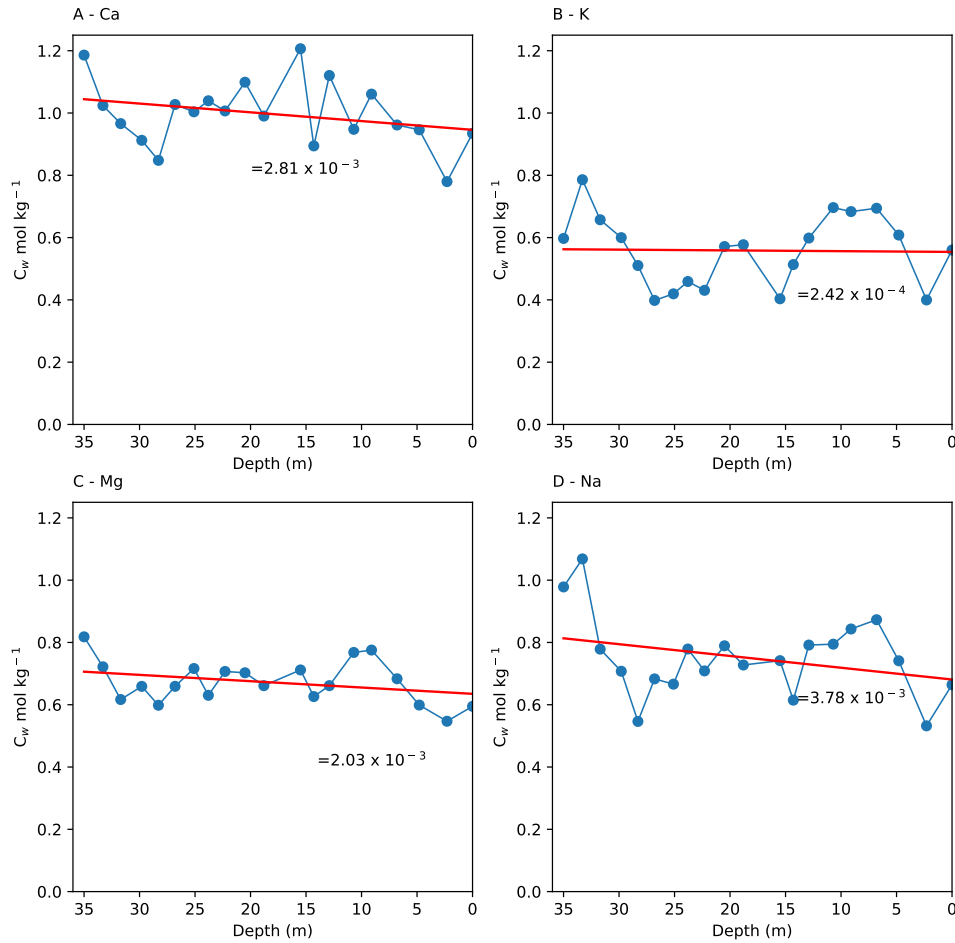 A - Ca
1.2
1.0
0.8
0.6
0.4
0.2
0.0
C_w mol kg^{-1}
=2.81 x 10^{-3}
35 30 25 20 15 10 5 0
Depth (m)
B - K
1.2
1.0
0.8
0.6
0.4
0.2
0.0
C_w mol kg^{-1}
=2.42 x 10^{-4}
35 30 25 20 15 10 5 0
Depth (m)
C - Mg
1.2
1.0
0.8
0.6
0.4
0.2
0.0
C_w mol kg^{-1}
=2.03 x 10^{-3}
35 30 25 20 15 10 5 0
Depth (m)
D - Na
1.2
1.0
0.8
0.6
0.4
0.2
0.0
C_w mol kg^{-1}
=3.78 x 10^{-3}
35 30 25 20 15 10 5 0
Depth (m)